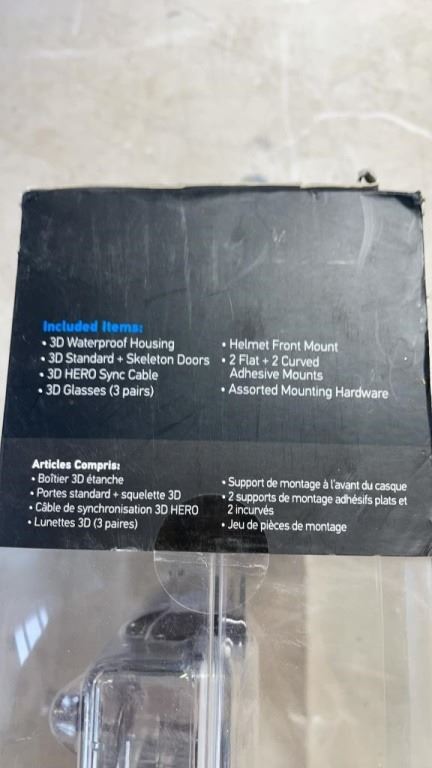 Included Items:
• 3D Waterproof Housing
• 3D Standard + Skeleton Doors
• 3D HERO Sync Cable
• 3D Glasses (3 pairs)
• Helmet Front Mount
• 2 Flat + 2 Curved
Adhesive Mounts
• Assorted Mounting Hardware
Articles Compris:
• Boîtier 3D étanche
• Portes standard + squelette 3D
• Câble de synchronisation 3D HERO
• Lunettes 3D (3 paires)
• Support de montage à l'avant du casque
• 2 supports de montage adhésifs plats et
2 incurvés
• Jeu de pièces de montage